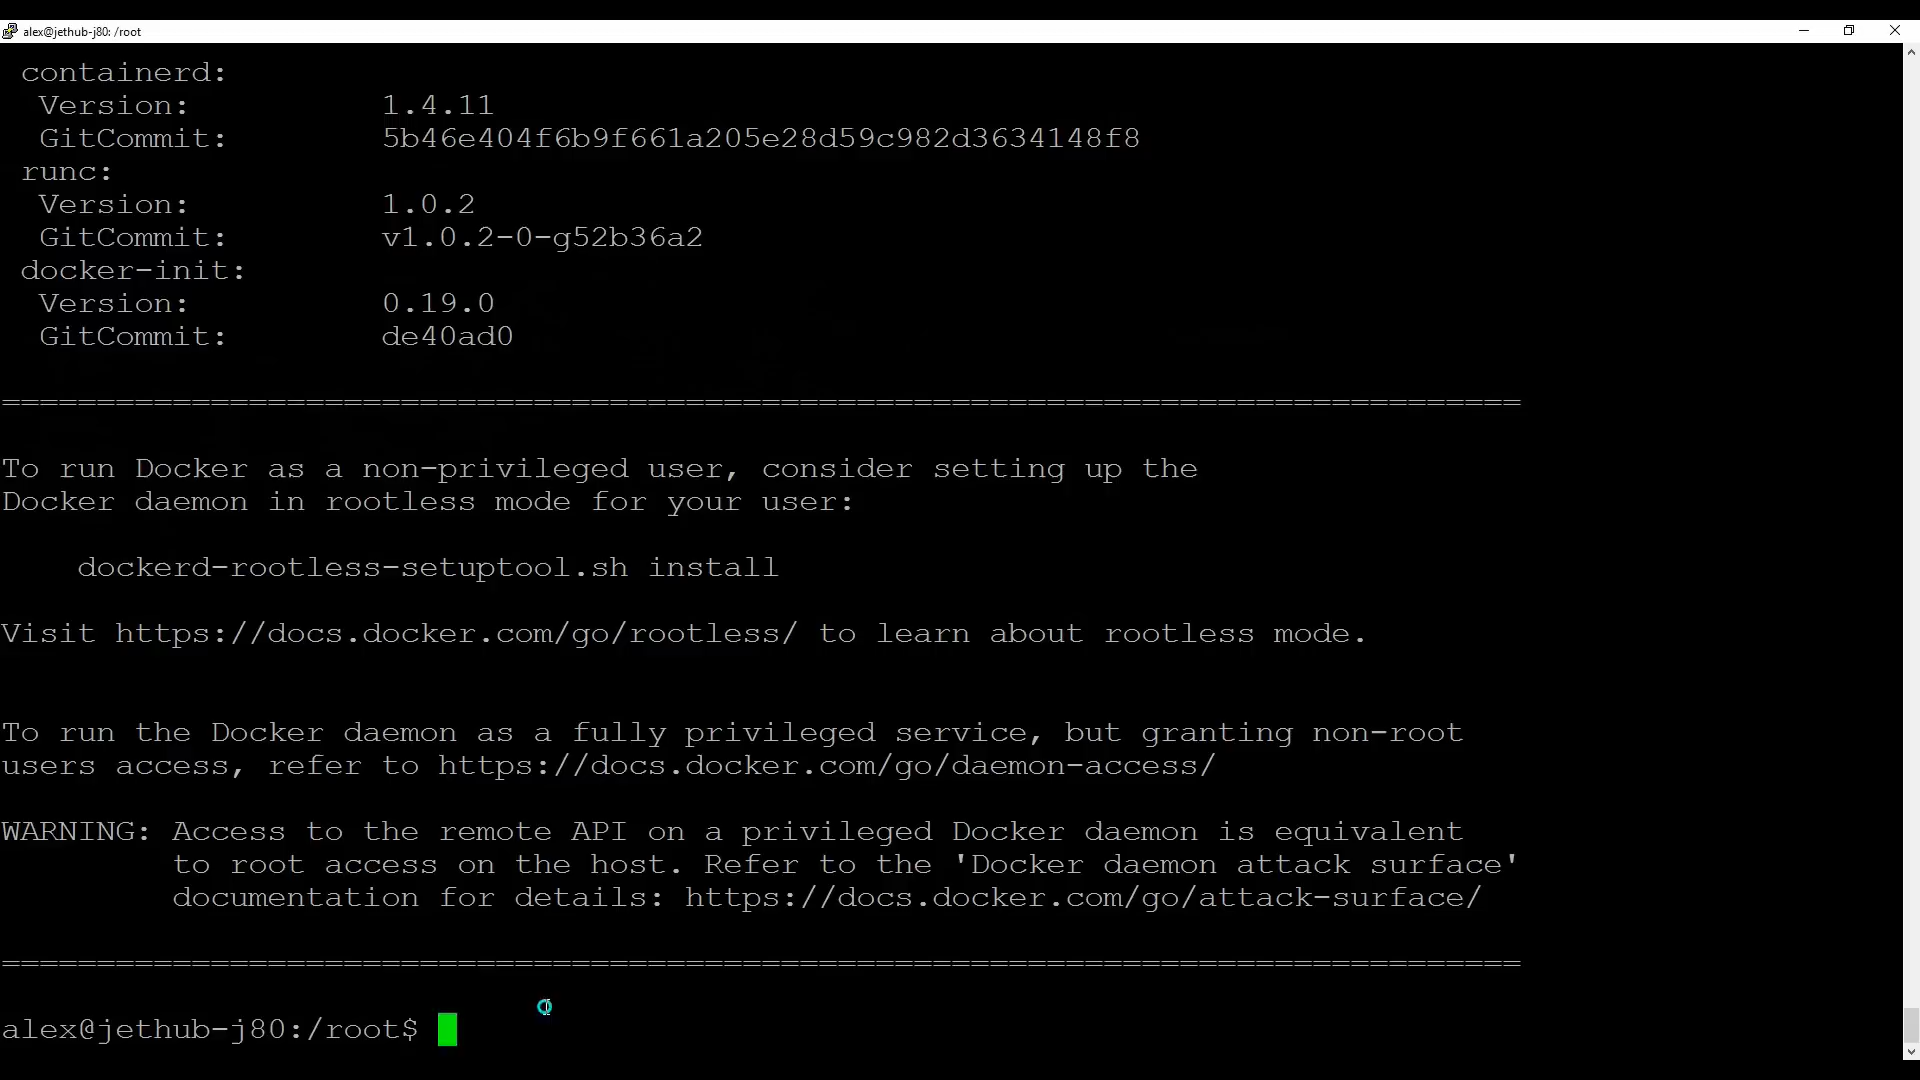 alex@jethub-j80: /root
containerd:
Version: 1.4.11
GitCommit: 5b46e404f6b9f661a205e28d59c982d3634148f8
runc:
Version: 1.0.2
GitCommit: v1.0.2-0-g52b36a2
docker-init:
Version: 0.19.0
GitCommit: de40ad0
================================================================================
To run Docker as a non-privileged user, consider setting up the
Docker daemon in rootless mode for your user:
dockerd-rootless-setuptool.sh install
Visit https://docs.docker.com/go/rootless/ to learn about rootless mode.
To run the Docker daemon as a fully privileged service, but granting non-root
users access, refer to https://docs.docker.com/go/daemon-access/
WARNING: Access to the remote API on a privileged Docker daemon is equivalent
to root access on the host. Refer to the 'Docker daemon attack surface'
documentation for details: https://docs.docker.com/go/attack-surface/
================================================================================
alex@jethub-j80:/root$